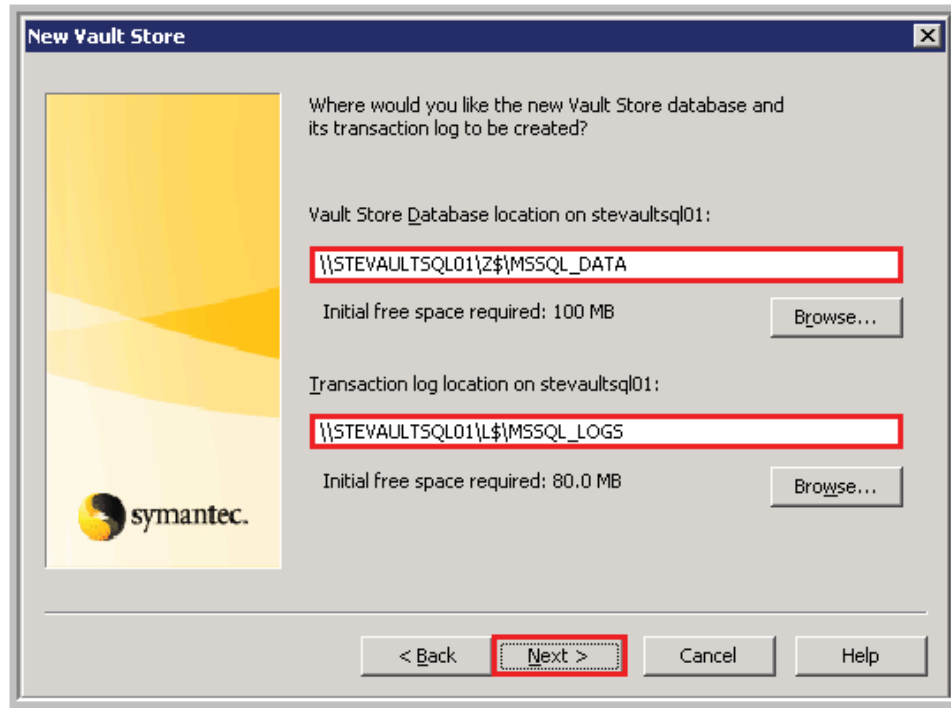 New Vault Store
Where would you like the new Vault Store database and
its transaction log to be created?
Vault Store Database location on stevaultsql01:
\\STEVAULTSQL01\Z$\MSSQL_DATA
Initial free space required: 100 MB
Browse...
Transaction log location on stevaultsql01:
\\STEVAULTSQL01\L$\MSSQL_LOGS
Initial free space required: 80.0 MB
Browse...
symantec.
< Back
Next >
Cancel
Help